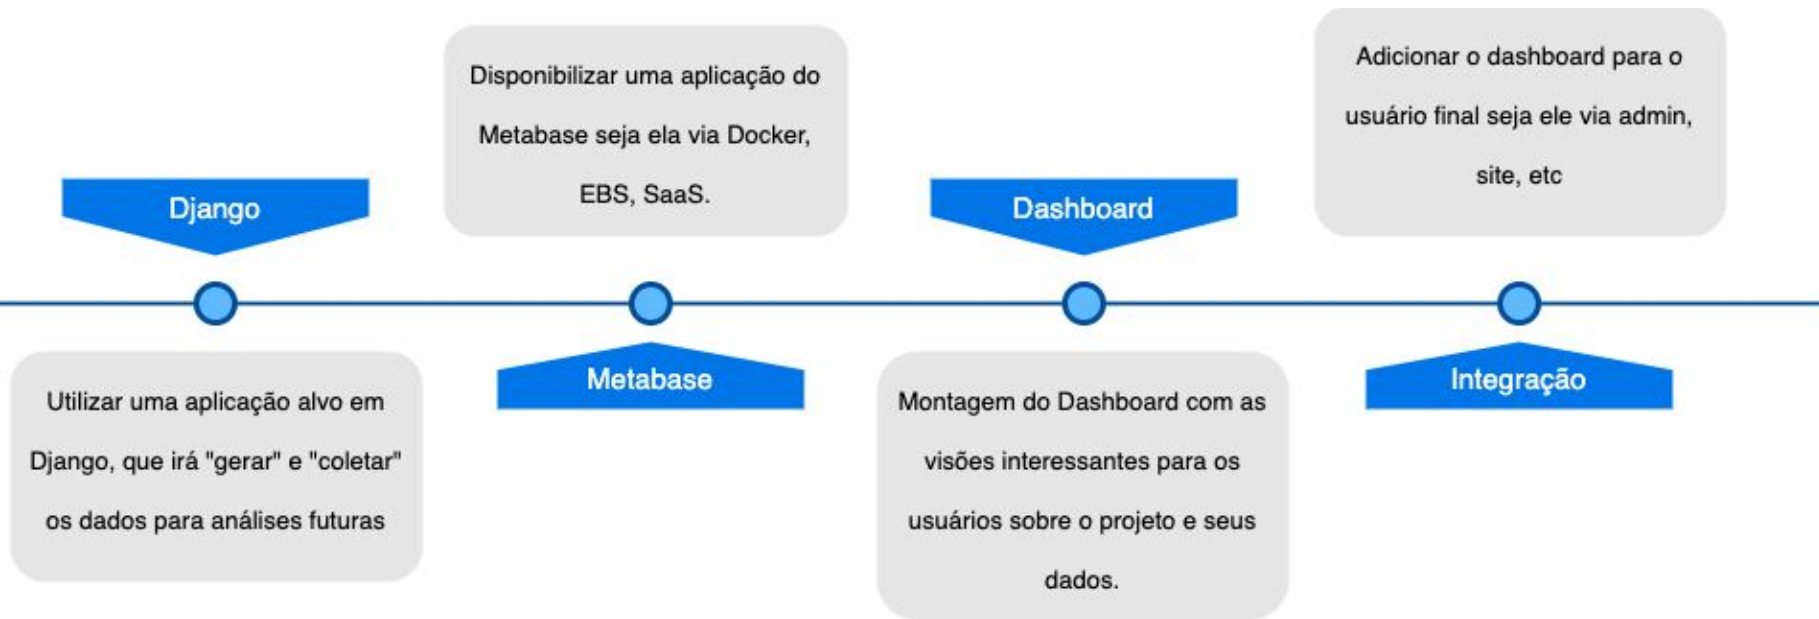 Django
Utilizar uma aplicação alvo em
Django, que irá "gerar" e "coletar"
os dados para análises futuras
Disponibilizar uma aplicação do
Metabase seja ela via Docker,
EBS, SaaS.
Metabase
Dashboard
Montagem do Dashboard com as
visões interessantes para os
usuários sobre o projeto e seus
dados.
Adicionar o dashboard para o
usuário final seja ele via admin,
site, etc
Integração